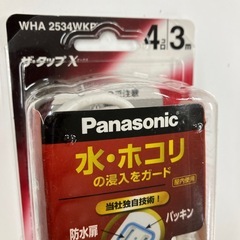 WHA 2534WKP
ザ・タップX
4
3m
Panasonic
水・ホコリ
の浸入をガード
屋内使用
当社独自技術!
防水扉
パッキン